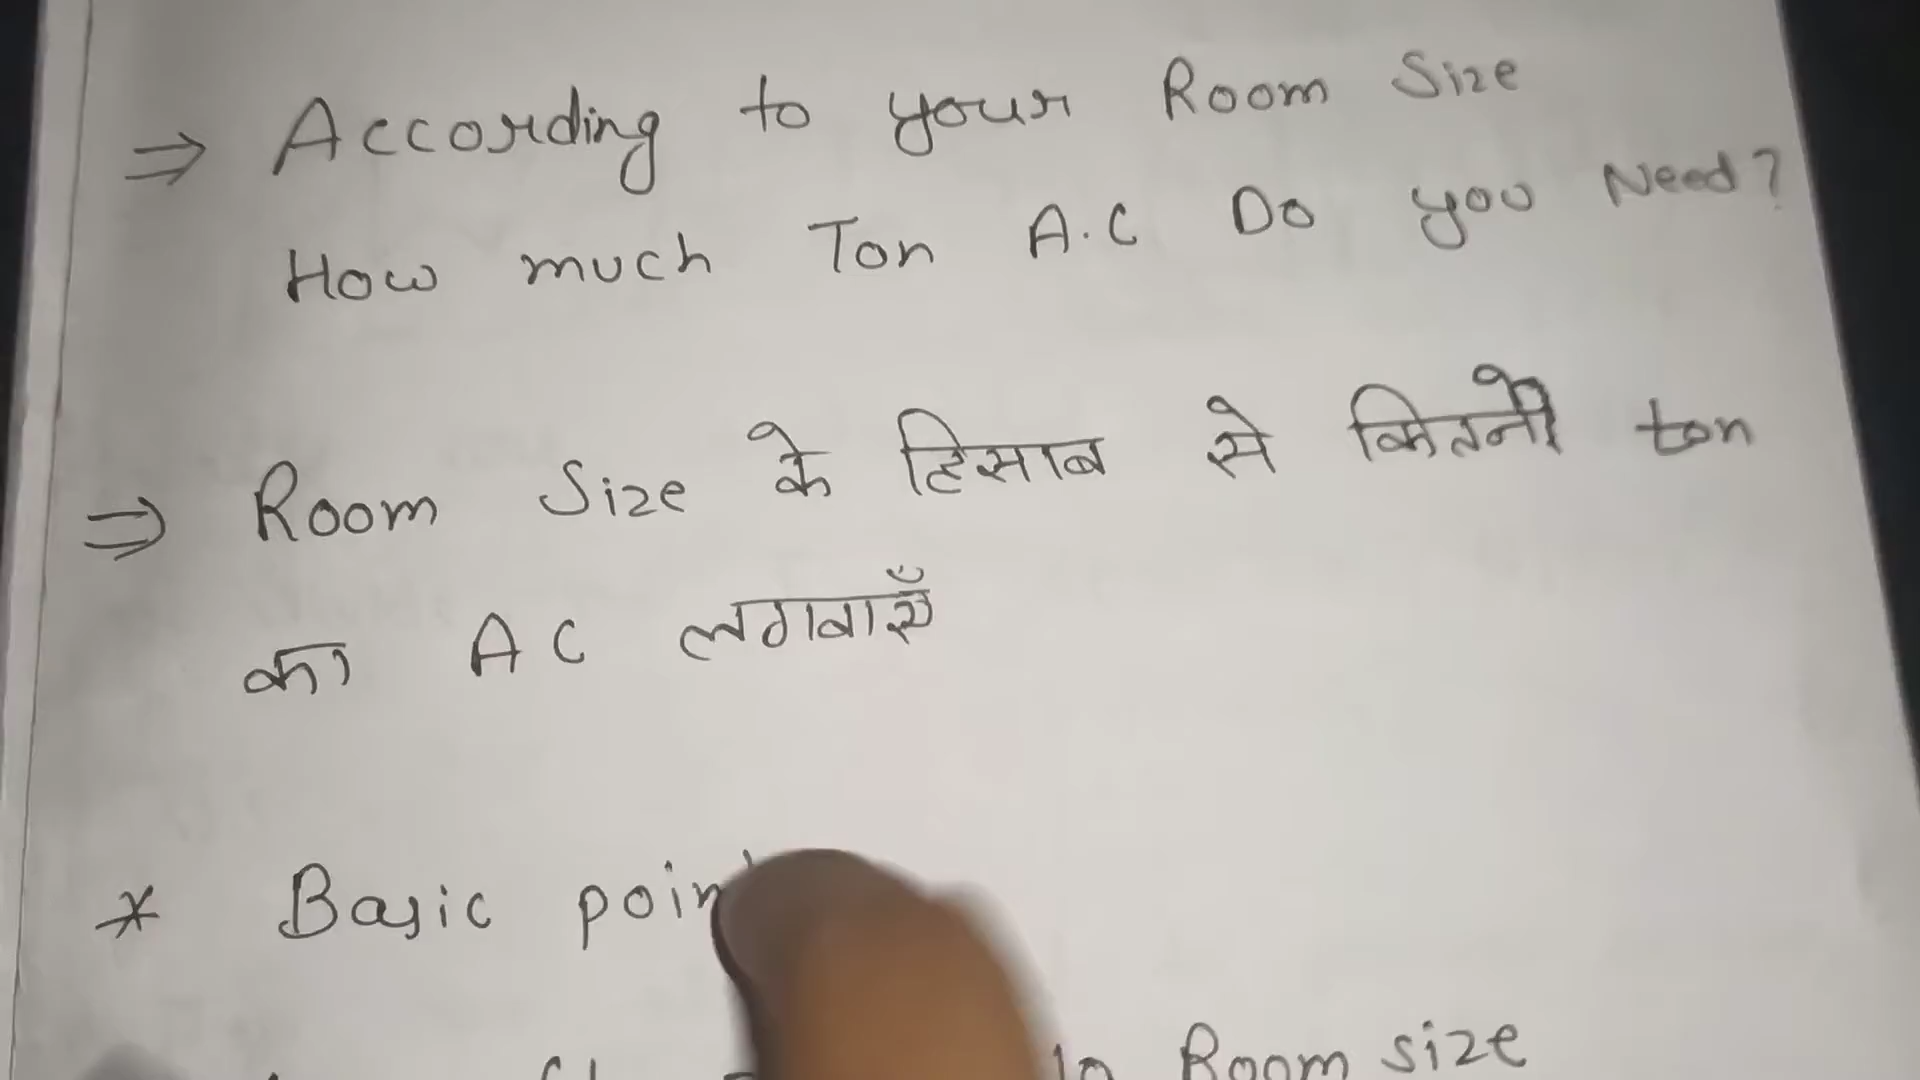 ⇒ According to your Room Size
How much Ton A.C Do you Need?
⇒ Room Size के हिसाब से कितनी ton
का AC लगवाएँ
* Basic
Room size